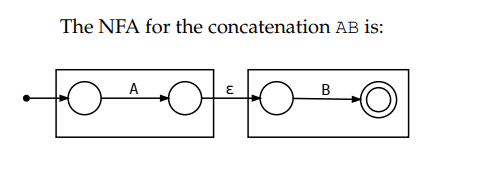 The NFA for the concatenation AB is:
A ε B